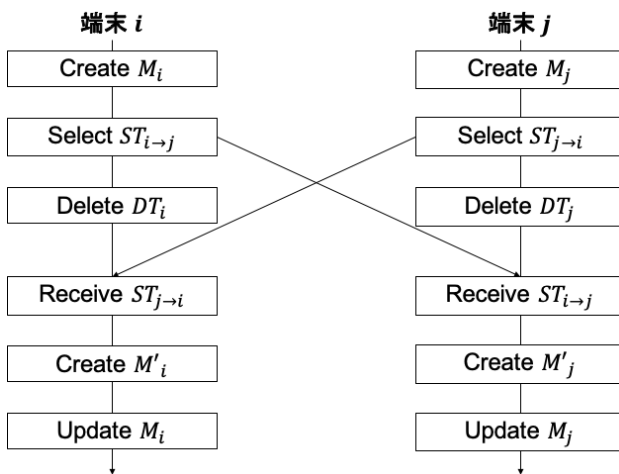 端末 i
Create M_i
Select ST_{i→j}
Delete DT_i
Receive ST_{j→i}
Create M'_i
Update M_i
端末 j
Create M_j
Select ST_{j→i}
Delete DT_j
Receive ST_{i→j}
Create M'_j
Update M_j